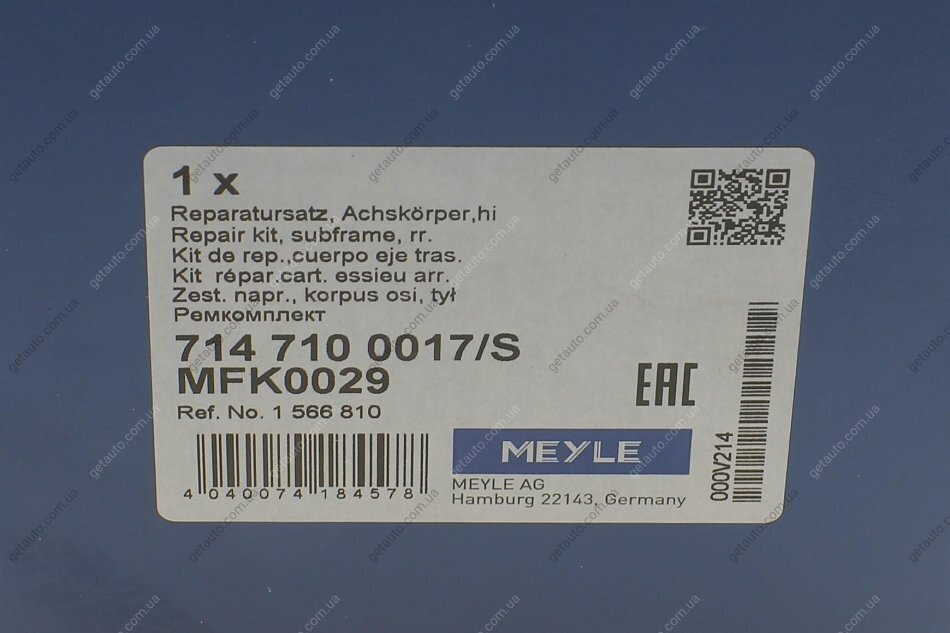 1 x
Reparatursatz, Achskörper,hi
Repair kit, subframe, rr.
Kit de rep.,cuerpo eje tras.
Kit répar.cart. essieu arr.
Zest. napr., korpus osi, tył
Ремкомплект
714 710 0017/S
MFK0029
Ref. No. 1 566 810
EAC
4 040074 184578
MEYLE
MEYLE AG
Hamburg 22143, Germany
000V214
getauto.com.ua